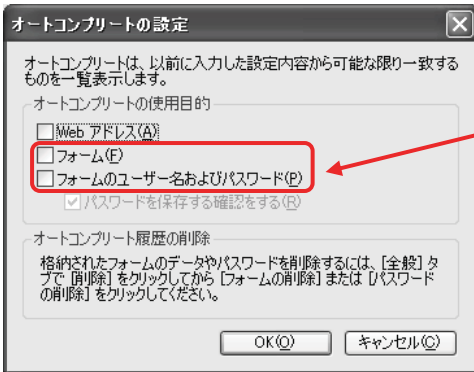 オートコンプリートの設定
オートコンプリートは、以前に入力した設定内容から可能な限り一致する
ものを一覧表示します。
オートコンプリートの使用目的
Web アドレス(A)
フォーム(F)
フォームのユーザー名およびパスワード(P)
パスワードを保存する確認をする(R)
オートコンプリート履歴の削除
格納されたフォームのデータやパスワードを削除するには、[全般] タ
ブで [削除] をクリックしてから [フォームの削除] または [パスワード
の削除] をクリックしてください。
OK(O)
キャンセル(C)